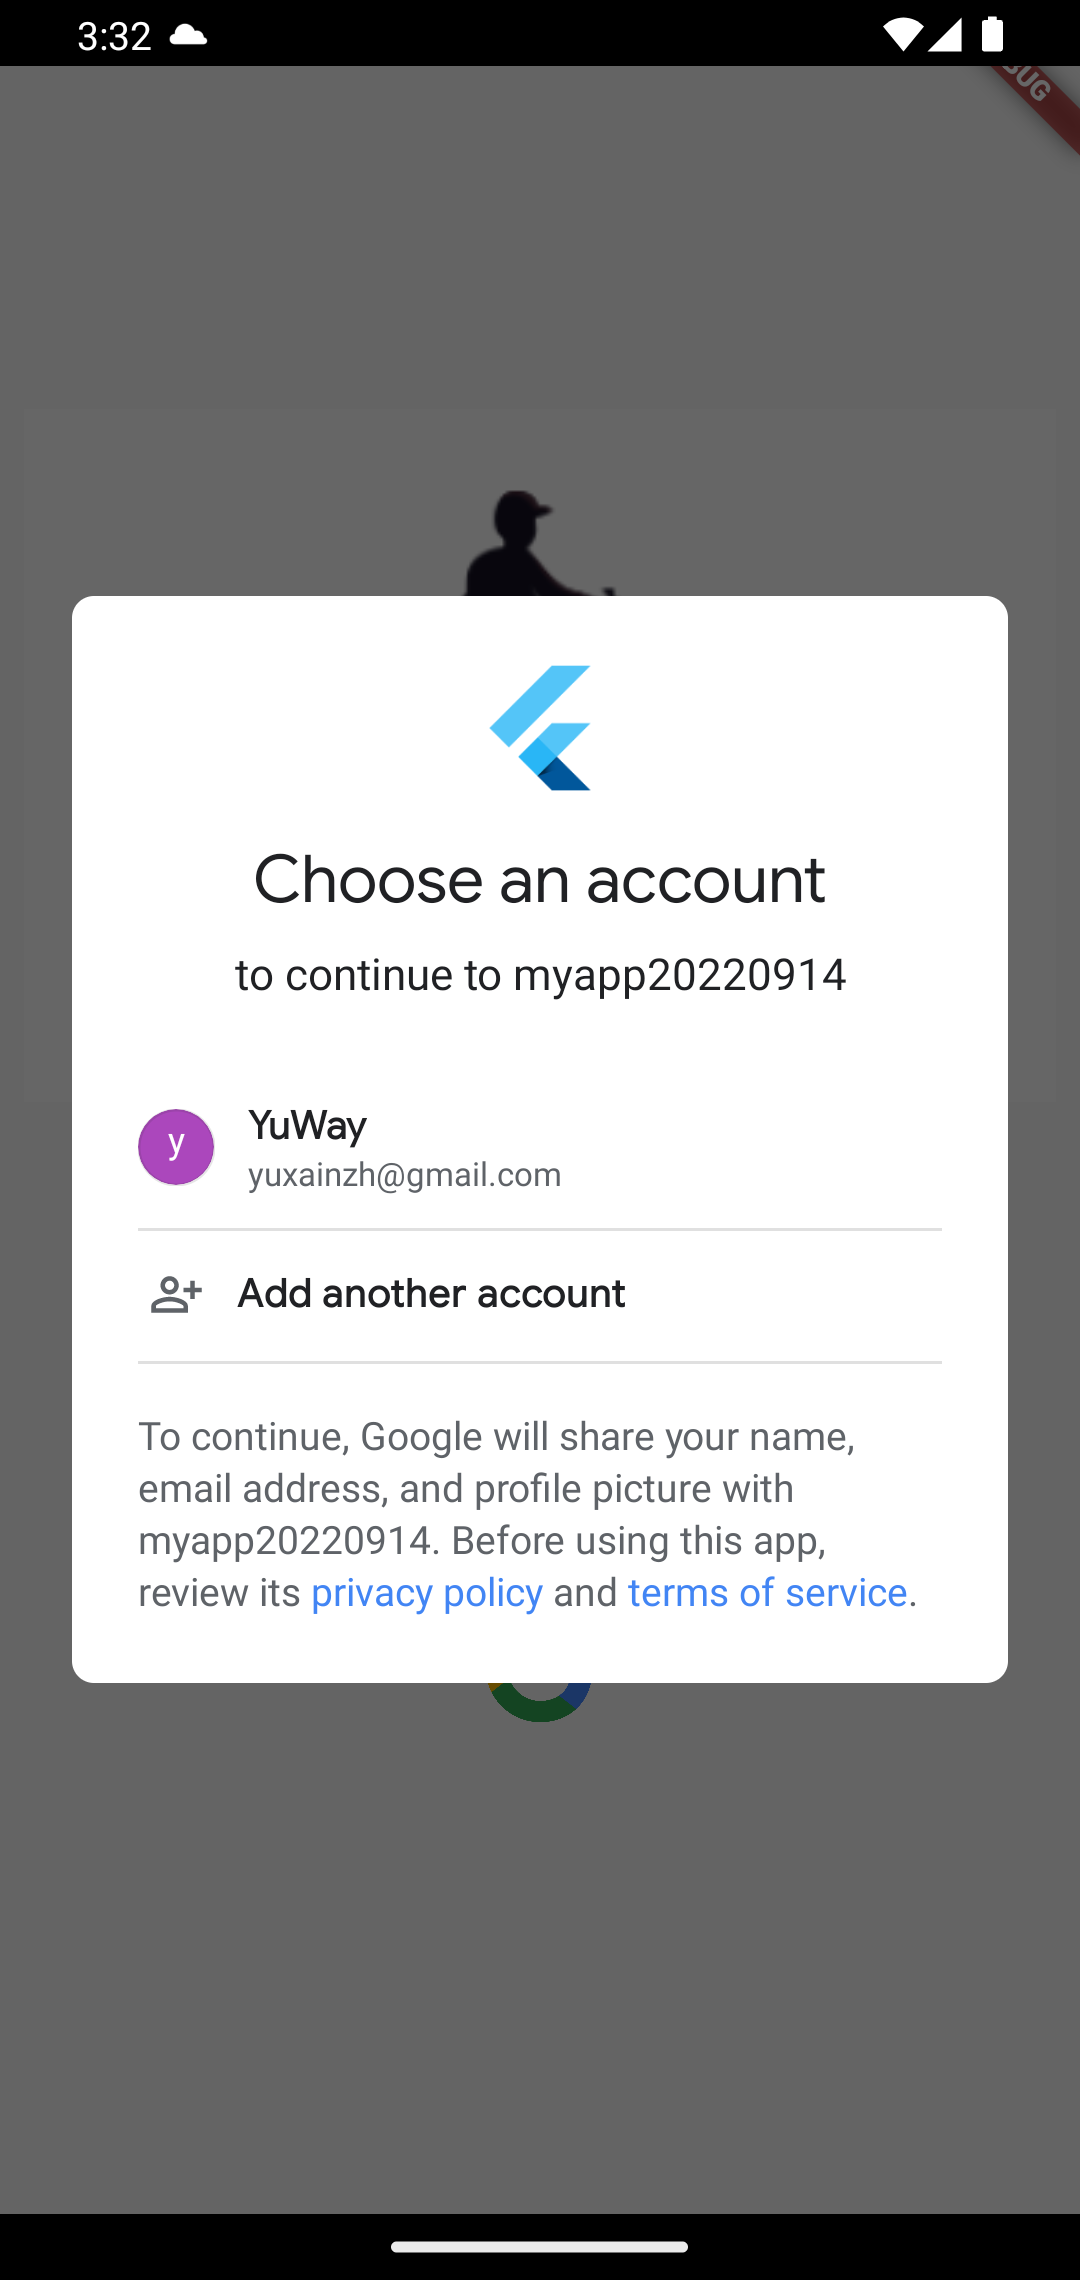 3:32
Choose an account
to continue to myapp20220914
y
YuWay
yuxainzh@gmail.com
Add another account
To continue, Google will share your name,
email address, and profile picture with
myapp20220914. Before using this app,
review its privacy policy and terms of service.